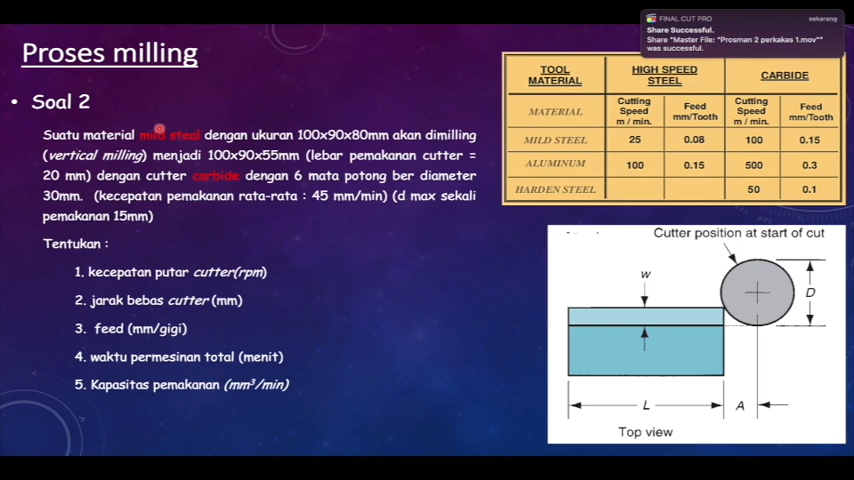 FINAL CUT PRO
sekarang
Share Successful.
Share "Master File: "Prosman 2 perkakas 1.mov""
was successful.
Proses milling
• Soal 2
Suatu material mild steal dengan ukuran 100x90x80mm akan dimilling
(vertical milling) menjadi 100x90x55mm (lebar pemakanan cutter =
20 mm) dengan cutter carbide dengan 6 mata potong ber diameter
30mm. (kecepatan pemakanan rata-rata : 45 mm/min) (d max sekali
pemakanan 15mm)
Tentukan :
1. kecepatan putar cutter(rpm)
2. jarak bebas cutter (mm)
3. feed (mm/gigi)
4. waktu permesinan total (menit)
5. Kapasitas pemakanan (mm³/min)
TOOL MATERIAL HIGH SPEED STEEL CARBIDE
MATERIAL Cutting Speed m / min. Feed mm/Tooth Cutting Speed m / min. Feed mm/Tooth
MILD STEEL 25 0.08 100 0.15
ALUMINUM 100 0.15 500 0.3
HARDEN STEEL 50 0.1
Cutter position at start of cut
w
D
L
A
Top view